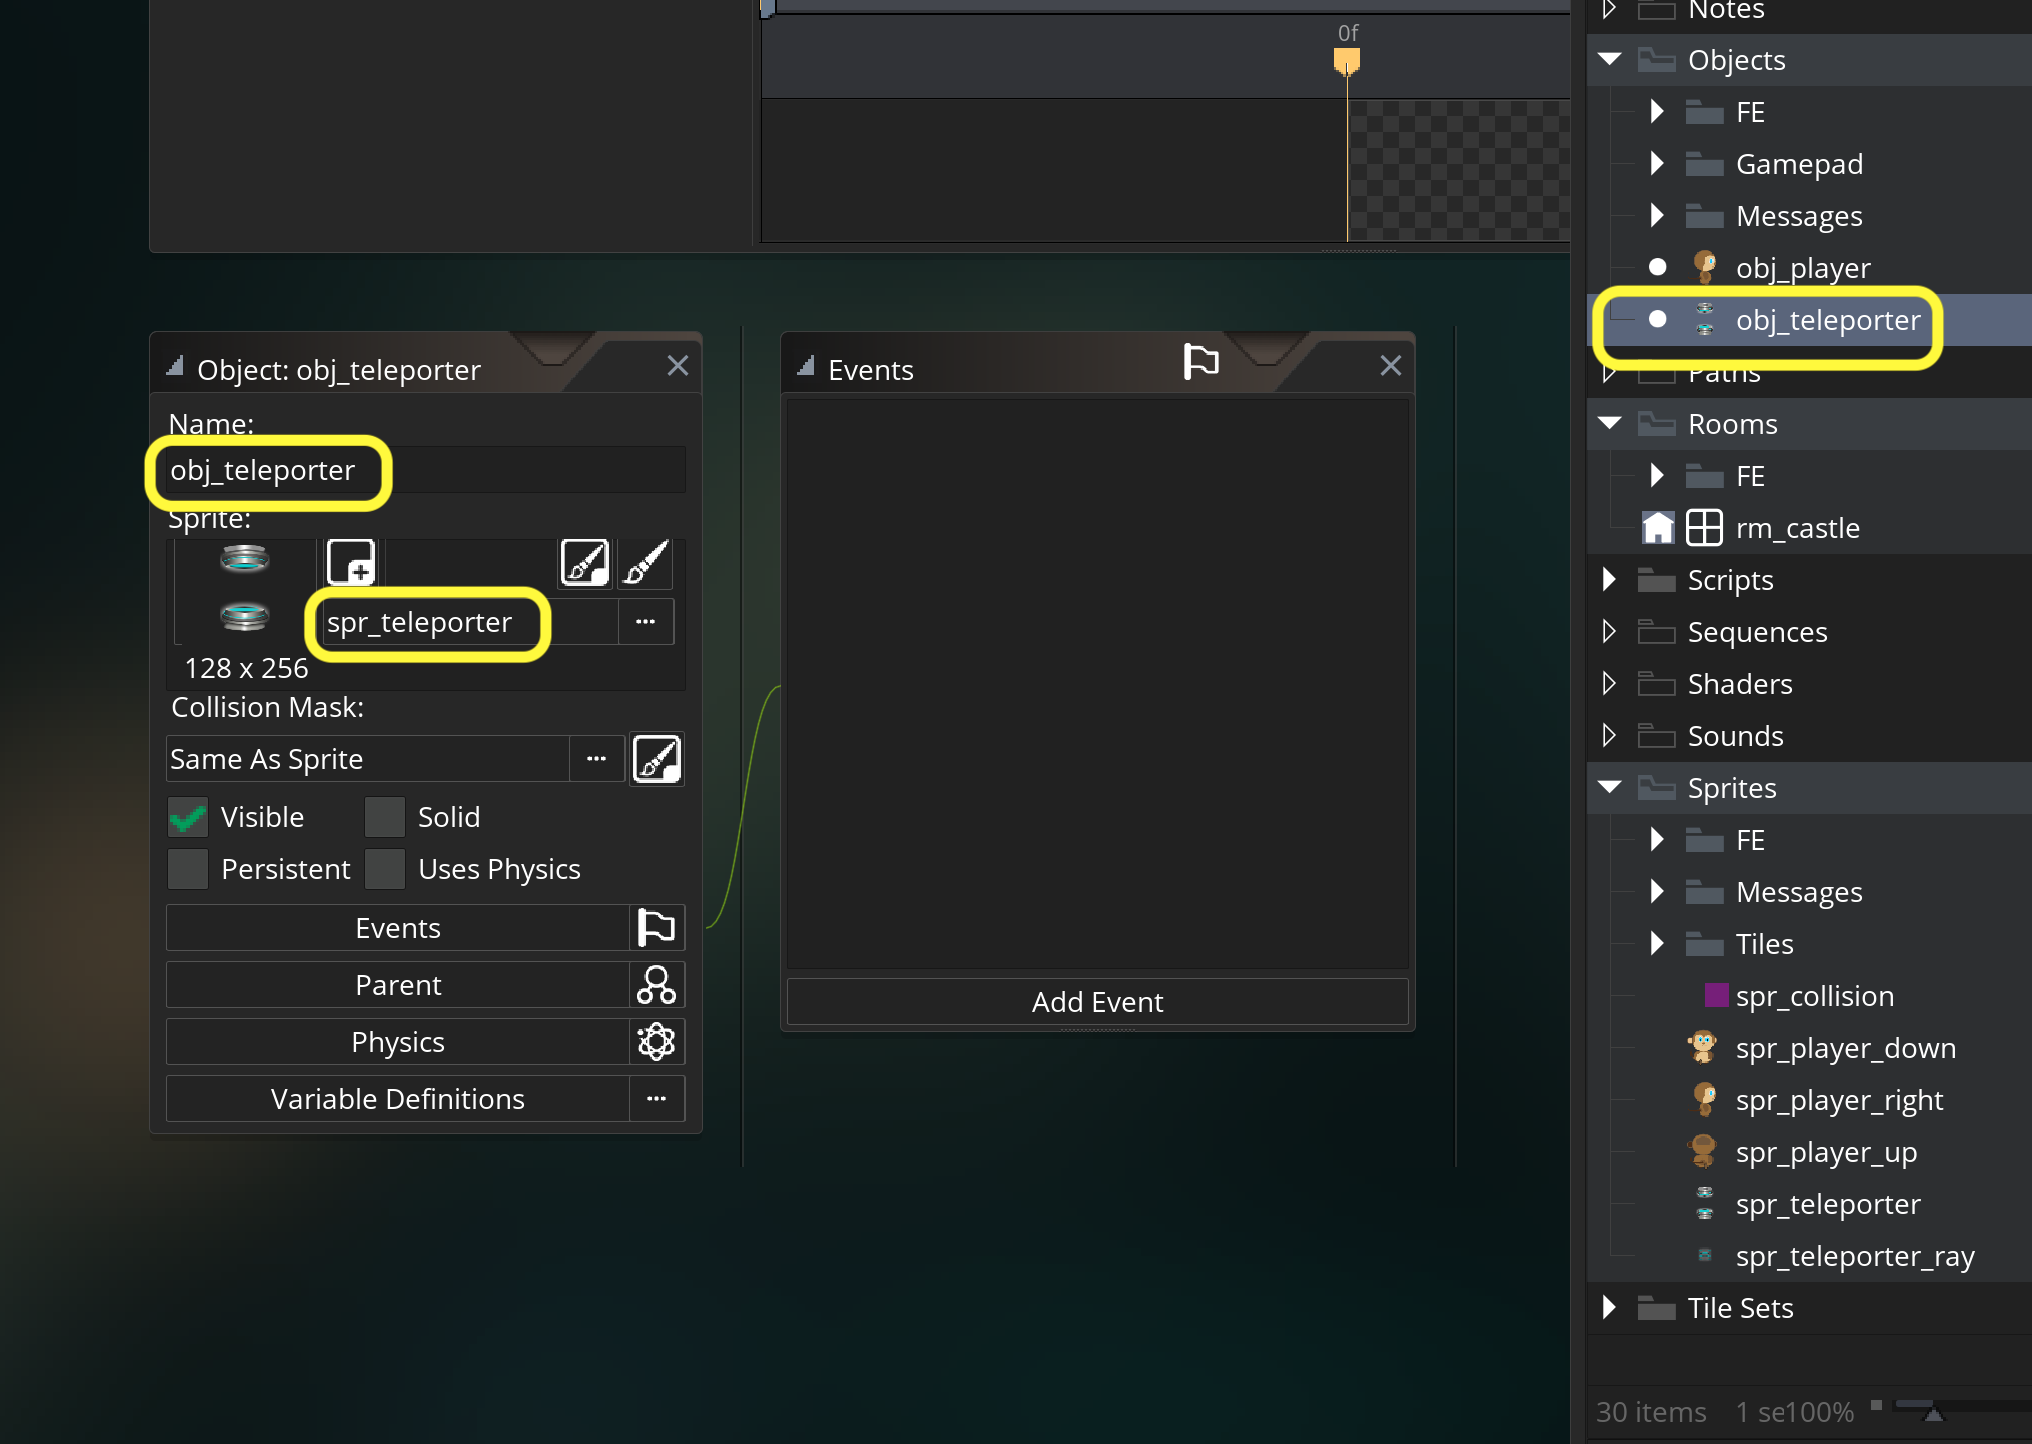 0f
Object: obj_teleporter
Name:
obj_teleporter
Sprite:
spr_teleporter
...
128 x 256
Collision Mask:
Same As Sprite
...
Visible
Solid
Persistent
Uses Physics
Events
Parent
Physics
Variable Definitions
...
Events
Add Event
Notes
Objects
FE
Gamepad
Messages
obj_player
obj_teleporter
Paths
Rooms
FE
rm_castle
Scripts
Sequences
Shaders
Sounds
Sprites
FE
Messages
Tiles
spr_collision
spr_player_down
spr_player_right
spr_player_up
spr_teleporter
spr_teleporter_ray
Tile Sets
30 items 1 se100%